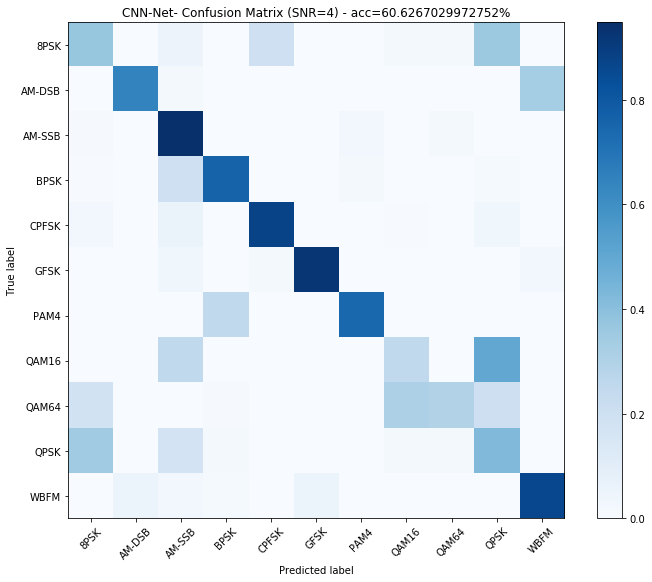 CNN-Net- Confusion Matrix (SNR=4) - acc=60.6267029972752%
8PSK
AM-DSB
AM-SSB
BPSK
CPFSK
GFSK
PAM4
QAM16
QAM64
QPSK
WBFM
True label
8PSK
AM-DSB
AM-SSB
BPSK
CPFSK
GFSK
PAM4
QAM16
QAM64
QPSK
WBFM
Predicted label
0.8
0.6
0.4
0.2
0.0